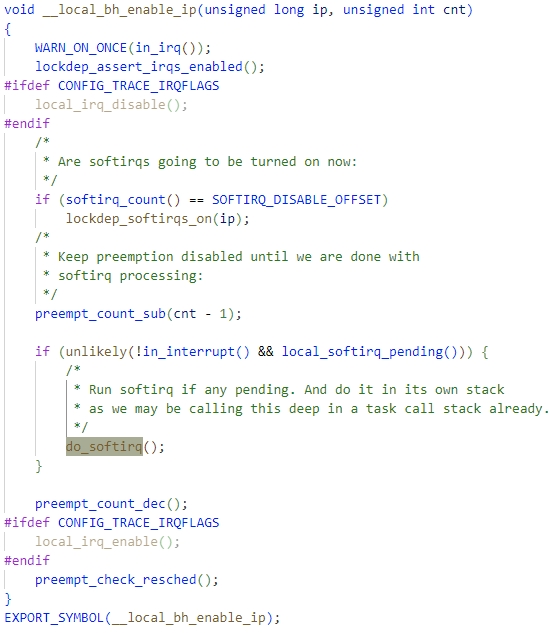 void __local_bh_enable_ip(unsigned long ip, unsigned int cnt)
{
    WARN_ON_ONCE(in_irq());
    lockdep_assert_irqs_enabled();
#ifdef CONFIG_TRACE_IRQFLAGS
    local_irq_disable();
#endif
    /*
     * Are softirqs going to be turned on now:
     */
    if (softirq_count() == SOFTIRQ_DISABLE_OFFSET)
        lockdep_softirqs_on(ip);
    /*
     * Keep preemption disabled until we are done with
     * softirq processing:
     */
    preempt_count_sub(cnt - 1);

    if (unlikely(!in_interrupt() && local_softirq_pending())) {
        /*
         * Run softirq if any pending. And do it in its own stack
         * as we may be calling this deep in a task call stack already.
         */
        do_softirq();
    }

    preempt_count_dec();
#ifdef CONFIG_TRACE_IRQFLAGS
    local_irq_enable();
#endif
    preempt_check_resched();
}
EXPORT_SYMBOL(__local_bh_enable_ip);